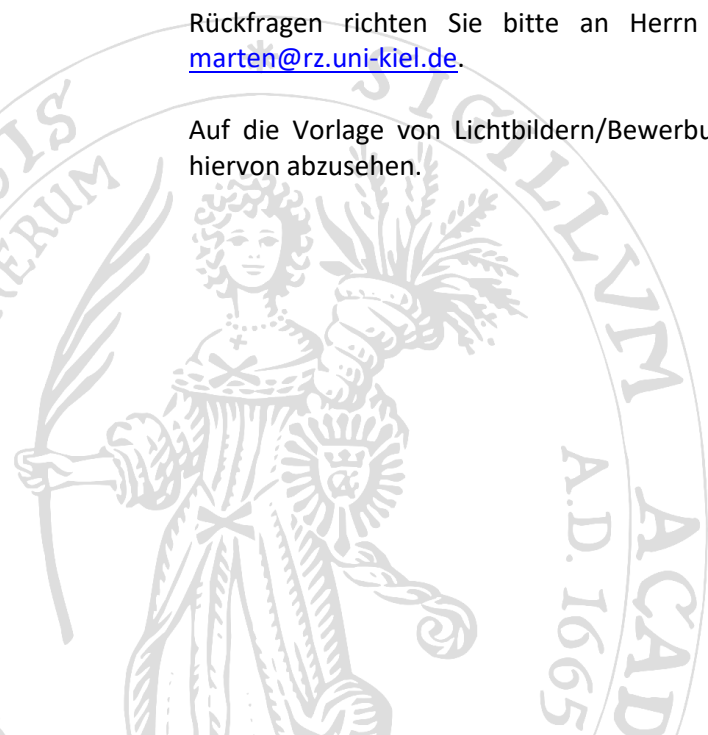 Rückfragen richten Sie bitte an Herrn
marten@rz.uni-kiel.de.
Auf die Vorlage von Lichtbildern/Bewerbu
hiervon abzusehen.
* SIGILLVM ACAD
A.D. 1665